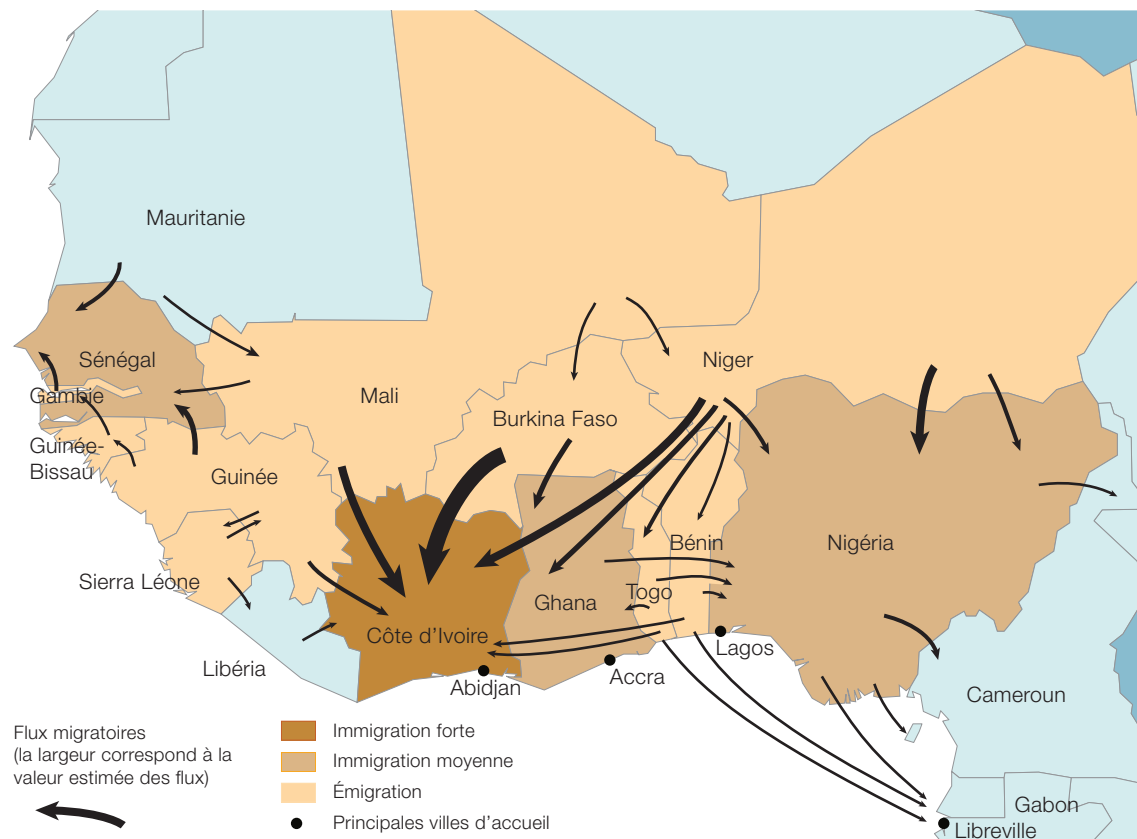 Mauritanie
Sénégal
Niger
Gambie
Mali
Burkina Faso
Guinée-
Bissau
Guinée
Bénin
Nigéria
Sierra Léone
Togo
Ghana
Côte d'Ivoire
Lagos
Libéria
Accra
Abidjan
Cameroun
Flux migratoires
(la largeur correspond à la
valeur estimée des flux)
Immigration forte
Immigration moyenne
Émigration
Principales villes d'accueil
Gabon
Libreville